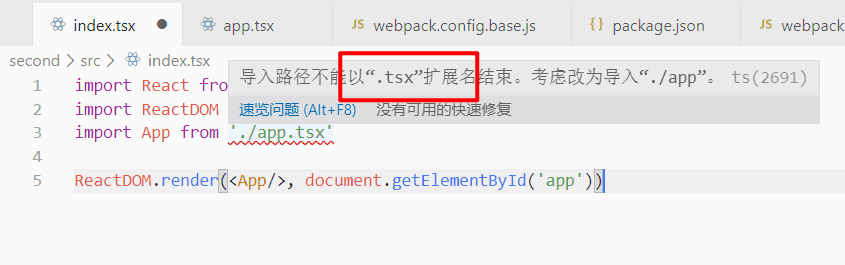 index.tsx app.tsx JS webpack.config.base.js {} package.json JS webpack
second > src > index.tsx
导入路径不能以“.tsx”扩展名结束。考虑改为导入“./app”。 ts(2691)
速览问题 (Alt+F8) 没有可用的快速修复
1 import React fro
2 import ReactDOM
3 import App from './app.tsx'
4
5 ReactDOM.render(<App/>, document.getElementById('app'))